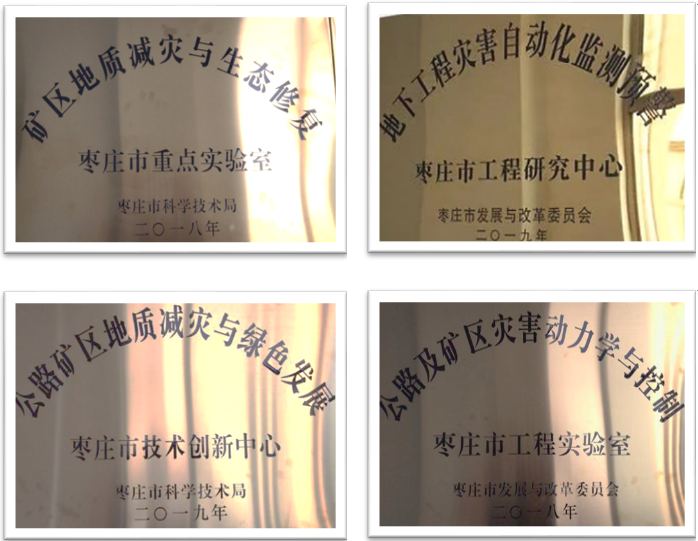 矿区地质减灾与生态修复
枣庄市重点实验室
枣庄市科学技术局
二〇一八年
地下工程灾害自动化监测预警
枣庄市工程研究中心
枣庄市发展与改革委员会
二〇一九年
公路矿区地质减灾与绿色发展
枣庄市技术创新中心
枣庄市科学技术局
二〇一九年
公路及矿区灾害动力学与控制
枣庄市工程实验室
枣庄市发展与改革委员会
二〇一八年